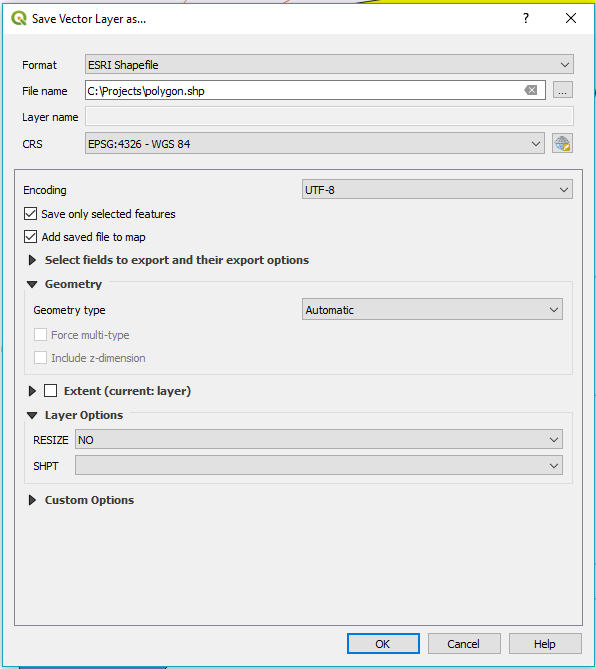 Save Vector Layer as...
?
Format ESRI Shapefile
File name C:\Projects\polygon.shp ...
Layer name
CRS EPSG:4326 - WGS 84
Encoding UTF-8
Save only selected features
Add saved file to map
Select fields to export and their export options
Geometry
Geometry type Automatic
Force multi-type
Include z-dimension
Extent (current: layer)
Layer Options
RESIZE NO
SHPT
Custom Options
OK Cancel Help